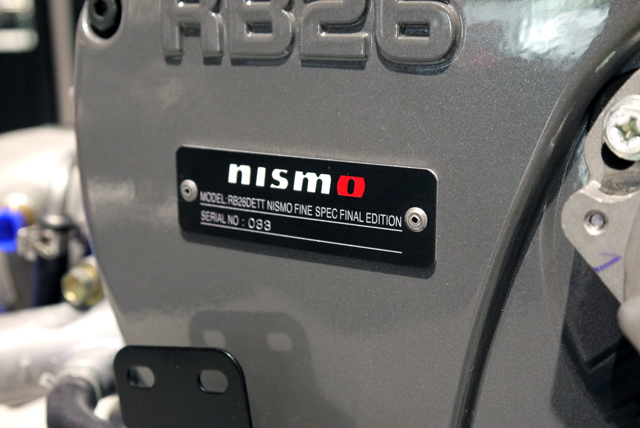 RB26
nismo
MODEL:RB26DETT NISMO FINE SPEC FINAL EDITION
SERIAL NO : 033